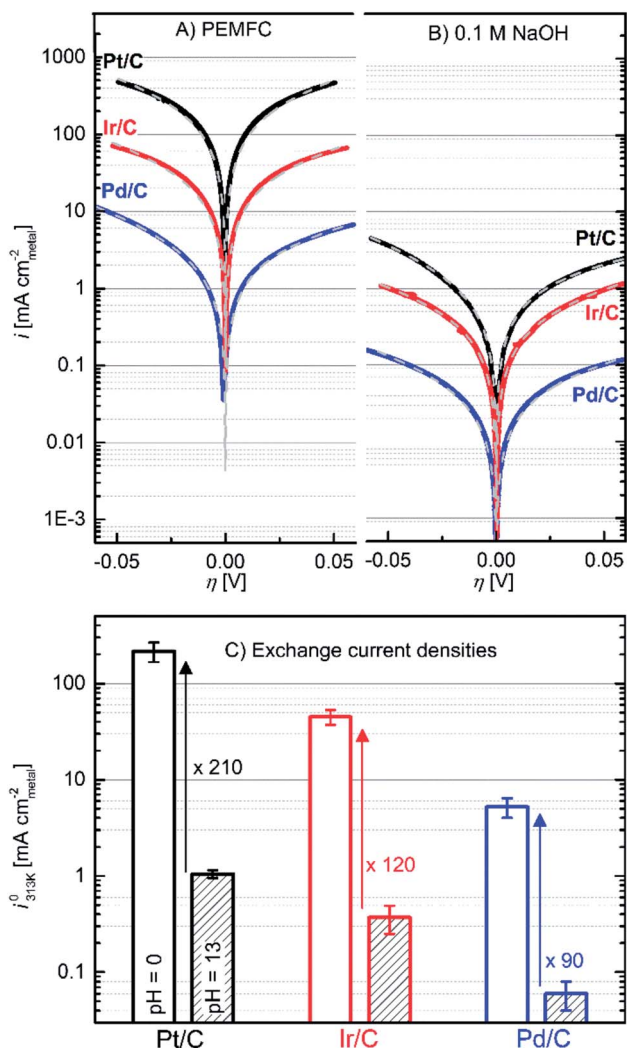 A) PEMFC
B) 0.1 M NaOH
1000
100
10
1
0.1
0.01
1E-3
i [mA cm⁻²metal]
Pt/C
Ir/C
Pd/C
Pt/C
Ir/C
Pd/C
-0.05 0.00 0.05
η [V]
-0.05 0.00 0.05
η [V]
C) Exchange current densities
100
10
1
0.1
i⁰313K [mA cm⁻²metal]
x 210
x 120
x 90
pH = 0
pH = 13
Pt/C Ir/C Pd/C